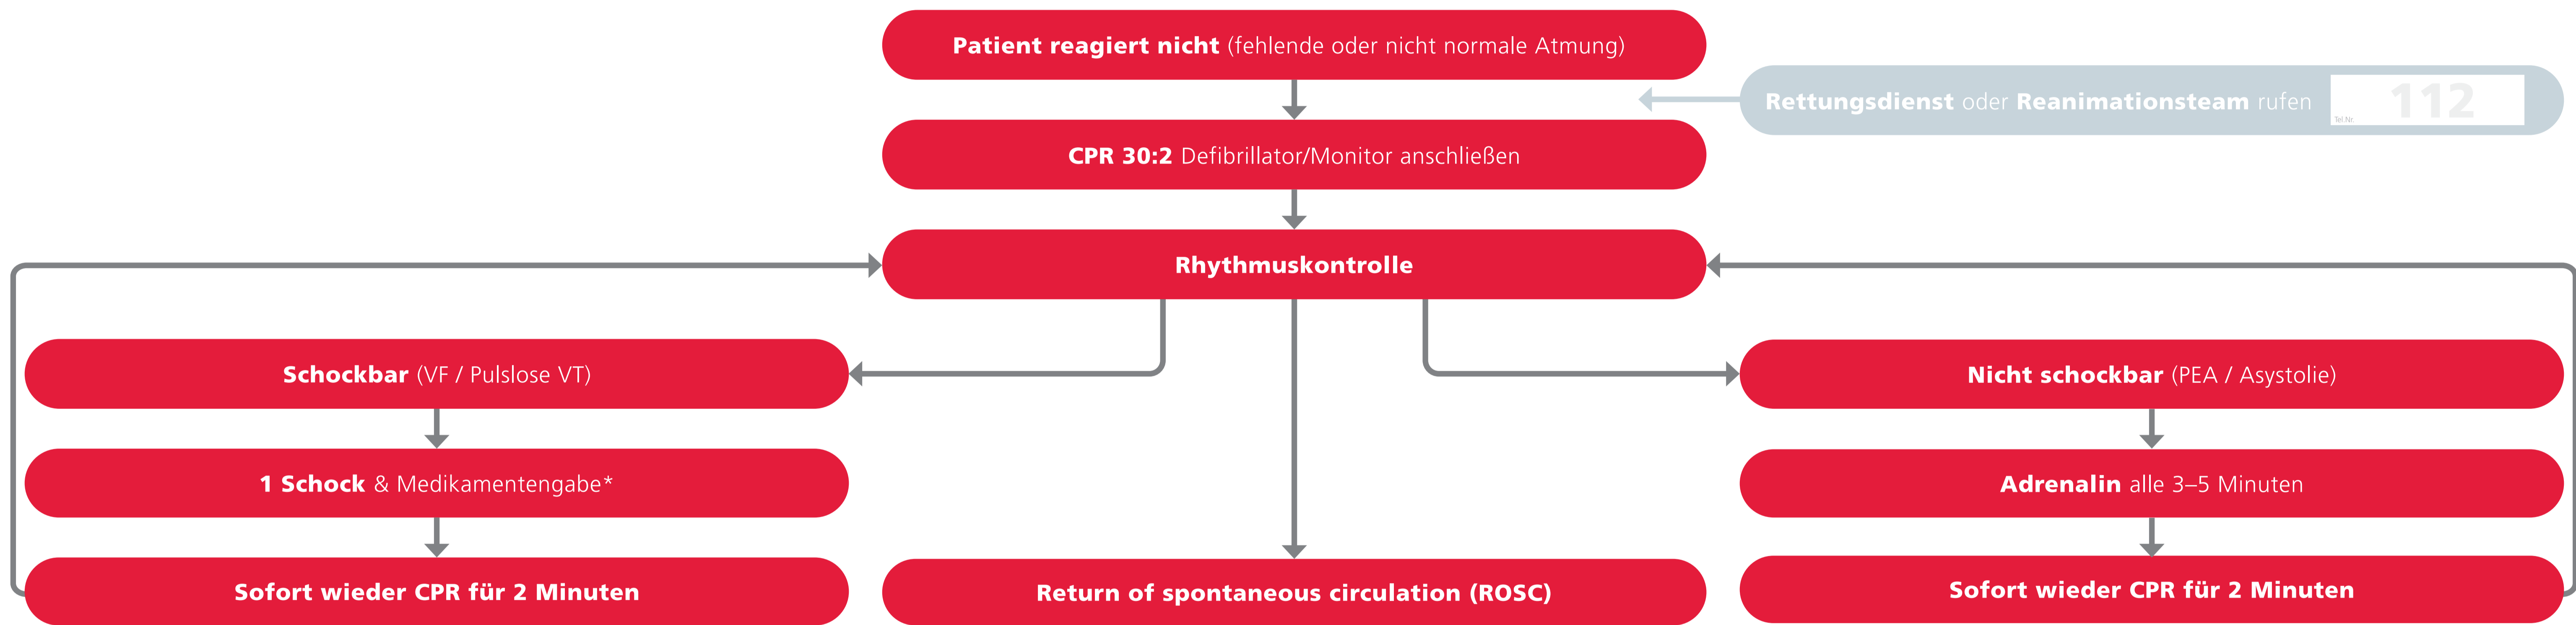 Patient reagiert nicht (fehlende oder nicht normale Atmung)
Rettungsdienst oder Reanimationsteam rufen
Tel.Nr.
112
CPR 30:2 Defibrillator/Monitor anschließen
Rhythmuskontrolle
Schockbar (VF / Pulslose VT)
Nicht schockbar (PEA / Asystolie)
1 Schock & Medikamentengabe*
Adrenalin alle 3–5 Minuten
Sofort wieder CPR für 2 Minuten
Return of spontaneous circulation (ROSC)
Sofort wieder CPR für 2 Minuten